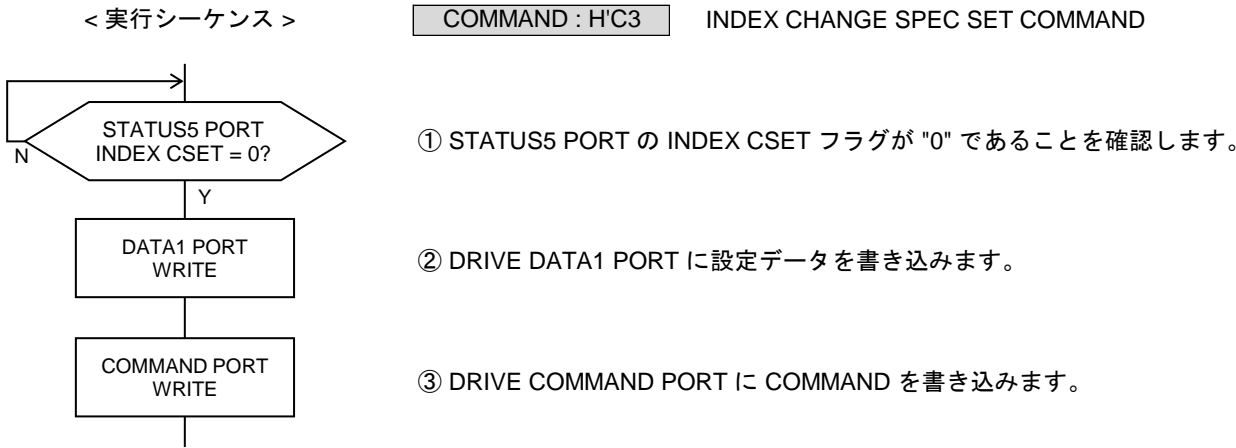 < 実行シーケンス >
COMMAND : H'C3
INDEX CHANGE SPEC SET COMMAND
STATUS5 PORT
INDEX CSET = 0?
N
Y
① STATUS5 PORT の INDEX CSET フラグが "0" であることを確認します。
DATA1 PORT
WRITE
② DRIVE DATA1 PORT に設定データを書き込みます。
COMMAND PORT
WRITE
③ DRIVE COMMAND PORT に COMMAND を書き込みます。